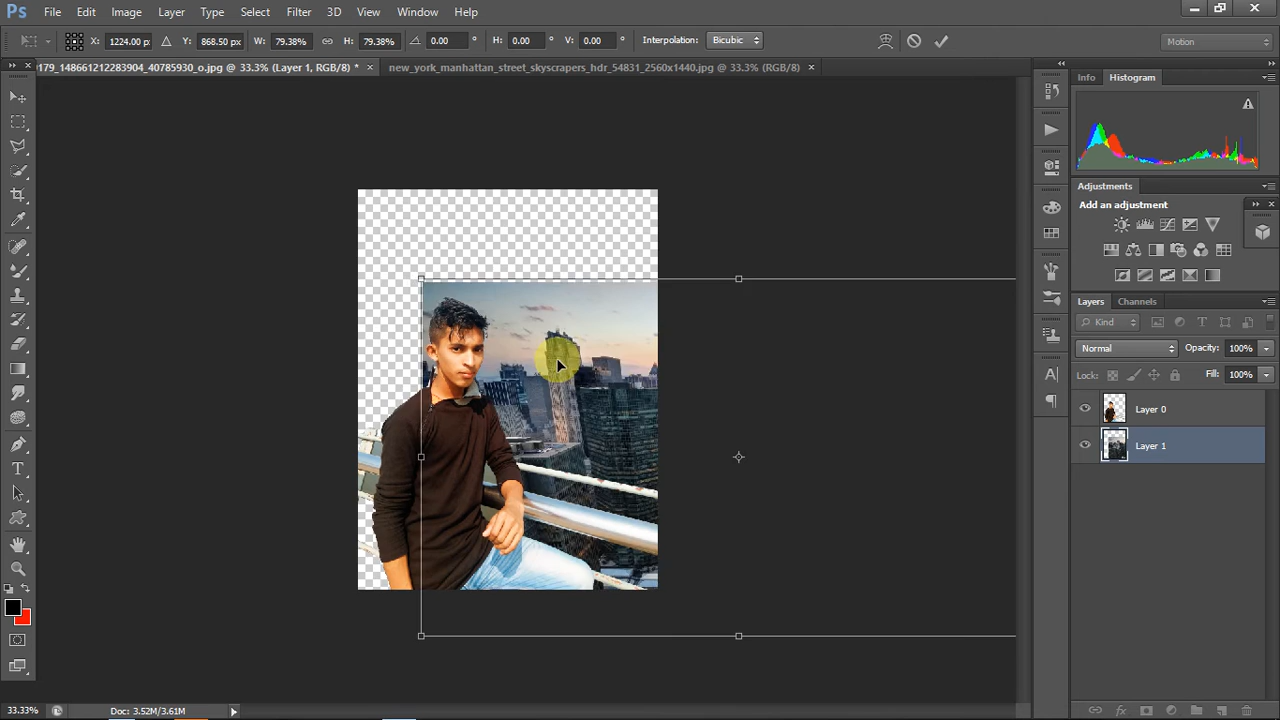 Ps File Edit Image Layer Type Select Filter 3D View Window Help
X: 1224.00 px Y: 868.50 px W: 79.38% H: 79.38% 0.00 ° H: 0.00 ° V: 0.00 ° Interpolation: Bicubic Motion
179_148661212283904_40785930_o.jpg @ 33.3% (Layer 1, RGB/8) * × new_york_manhattan_street_skyscrapers_hdr_54831_2560x1440.jpg @ 33.3% (RGB/8) ×
Info Histogram
Adjustments
Add an adjustment
Layers Channels
Kind
Normal Opacity: 100%
Lock: Fill: 100%
Layer 0
Layer 1
33.33% Doc: 3.52M/3.61M